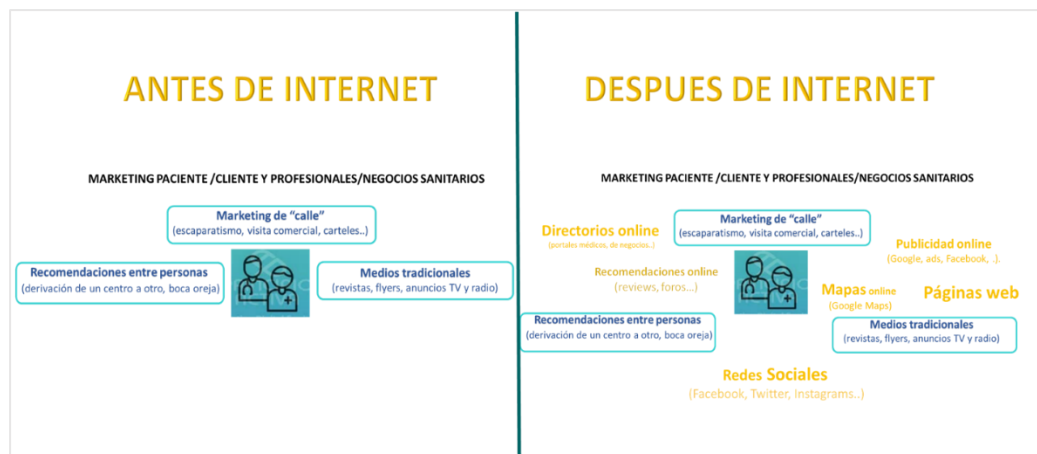 ANTES DE INTERNET
MARKETING PACIENTE /CLIENTE Y PROFESIONALES/NEGOCIOS SANITARIOS
Marketing de “calle”
(escaparatismo, visita comercial, carteles..)
Recomendaciones entre personas
(derivación de un centro a otro, boca oreja)
Medios tradicionales
(revistas, flyers, anuncios TV y radio)
DESPUES DE INTERNET
MARKETING PACIENTE /CLIENTE Y PROFESIONALES/NEGOCIOS SANITARIOS
Marketing de “calle”
(escaparatismo, visita comercial, carteles..)
Directorios online
(portales médicos, de negocios..)
Publicidad online
(Google, ads, Facebook, ..).
Recomendaciones online
(reviews, foros...)
Mapas online
(Google Maps)
Páginas web
Recomendaciones entre personas
(derivación de un centro a otro, boca oreja)
Medios tradicionales
(revistas, flyers, anuncios TV y radio)
Redes Sociales
(Facebook, Twitter, Instagrams..)